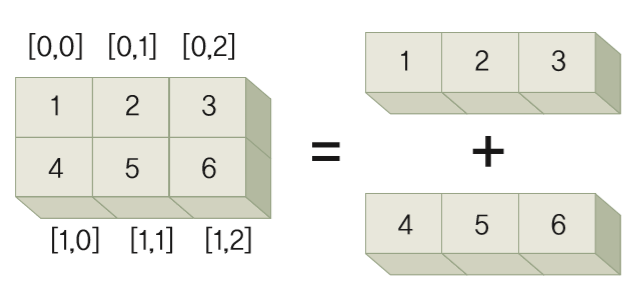 [0,0] [0,1] [0,2]
1 2 3
4 5 6
[1,0] [1,1] [1,2]
=
1 2 3
+
4 5 6